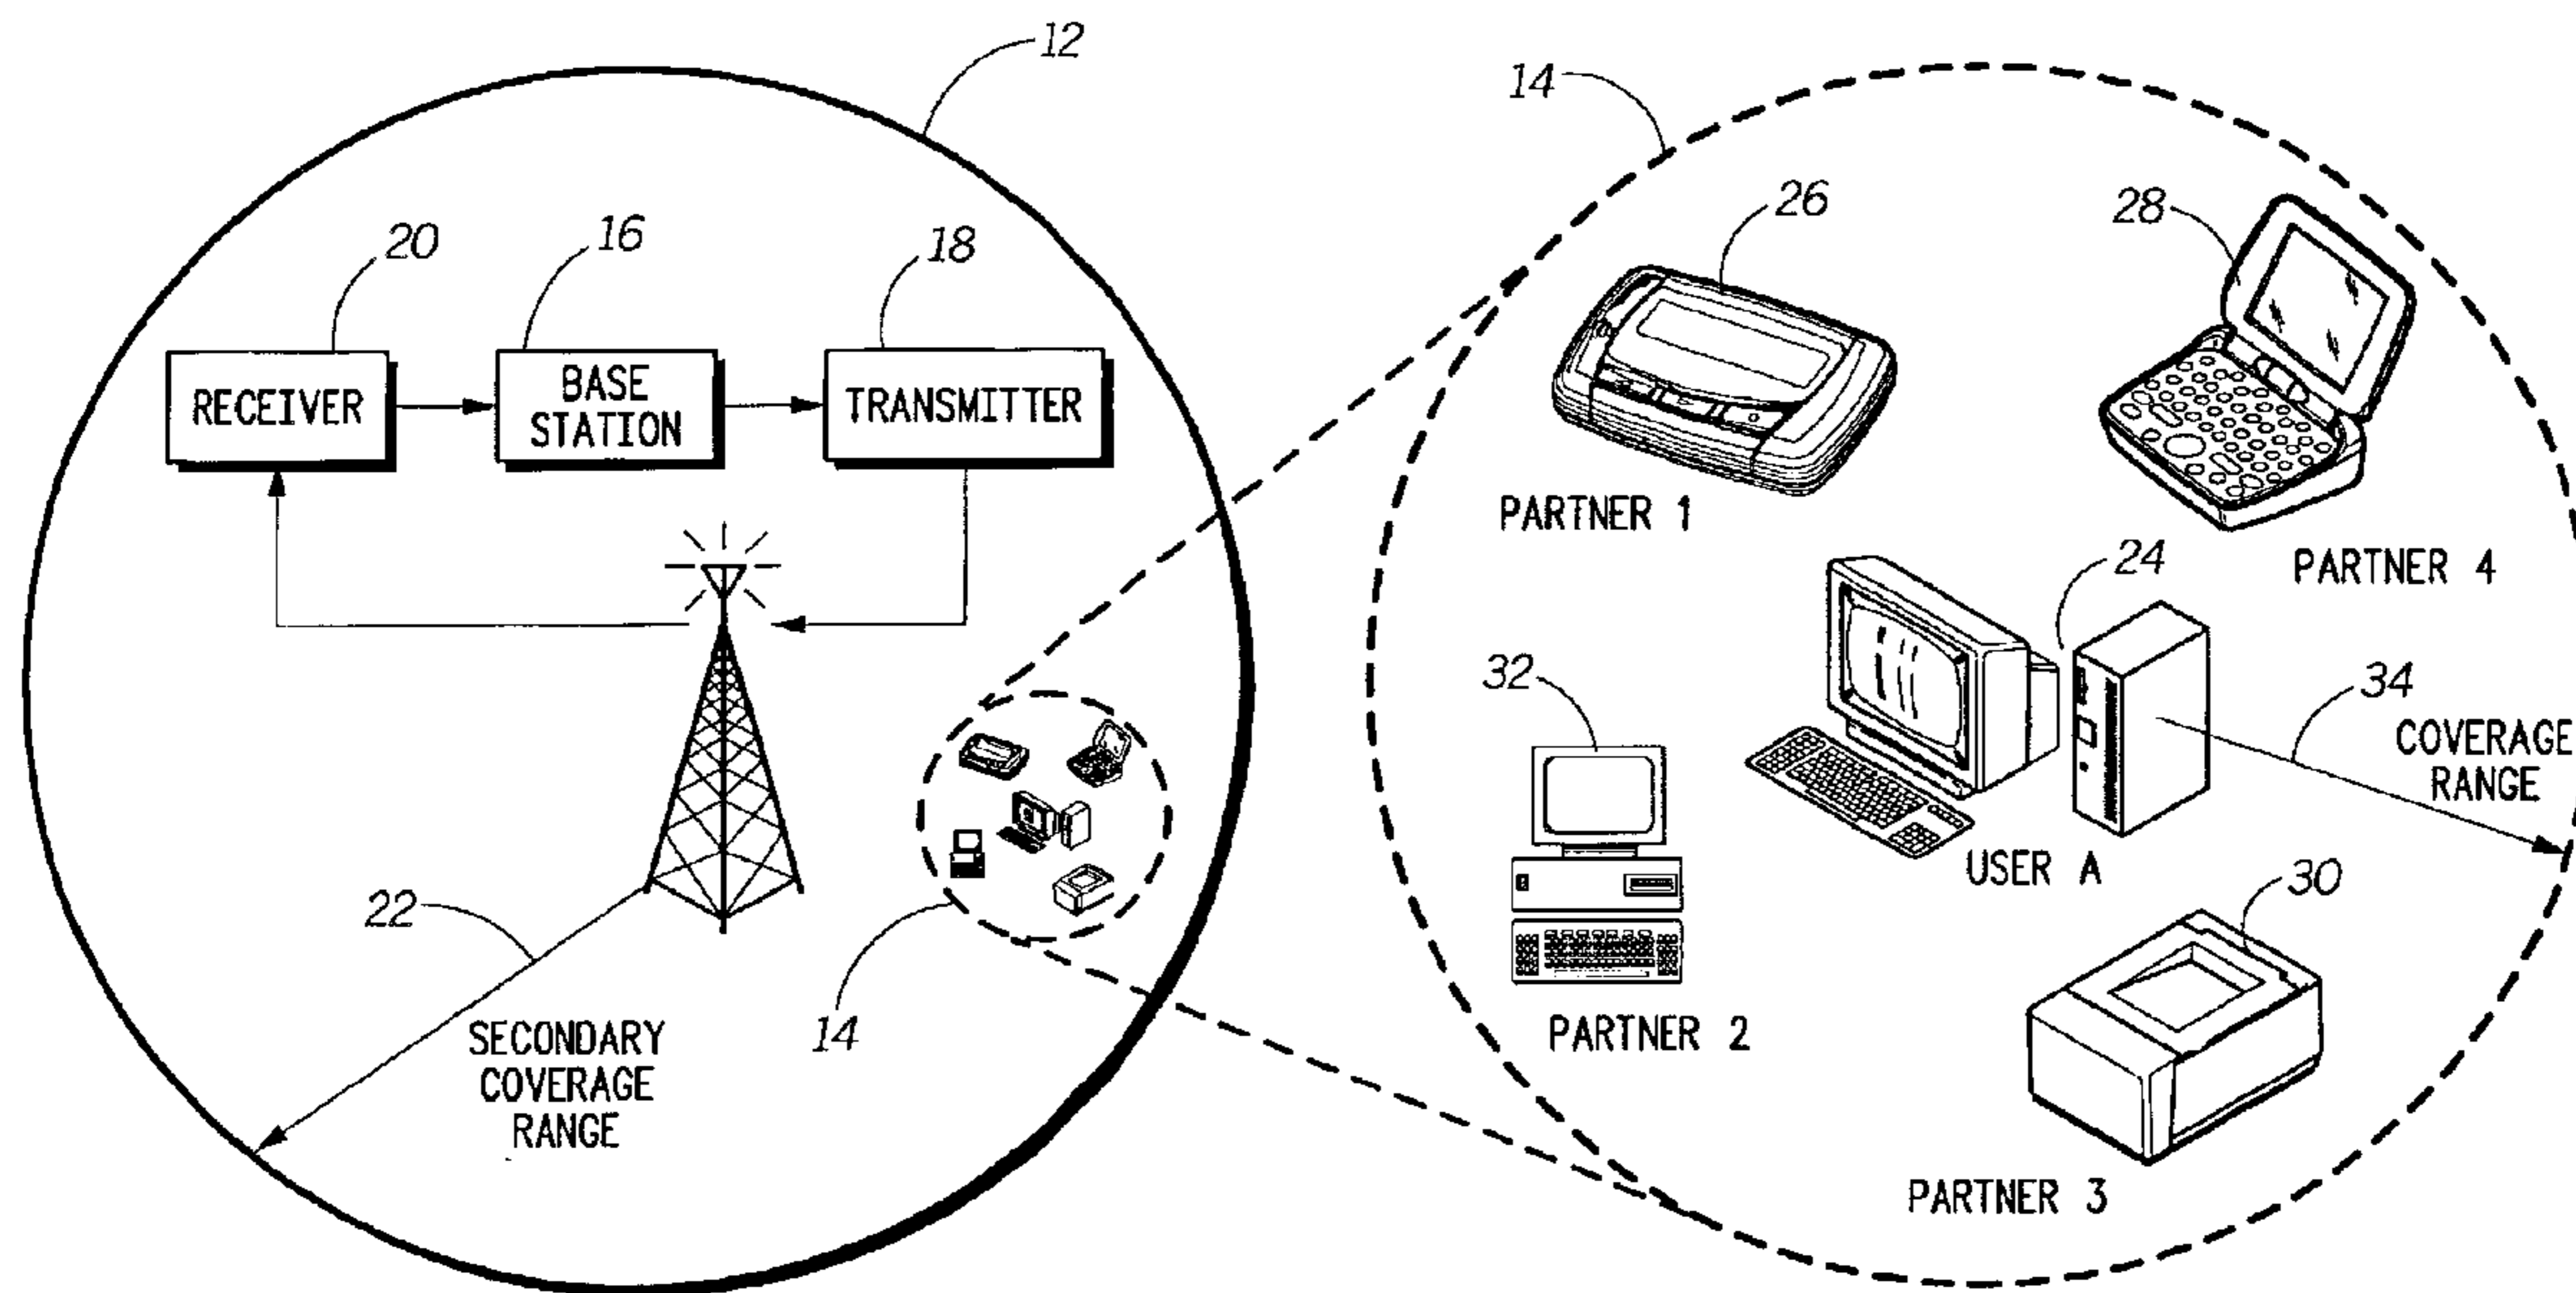 12
20
16
18
RECEIVER
BASE
STATION
TRANSMITTER
22
14
SECONDARY
COVERAGE
RANGE
14
26
28
PARTNER 1
PARTNER 4
24
32
34
COVERAGE
RANGE
USER A
30
PARTNER 2
PARTNER 3